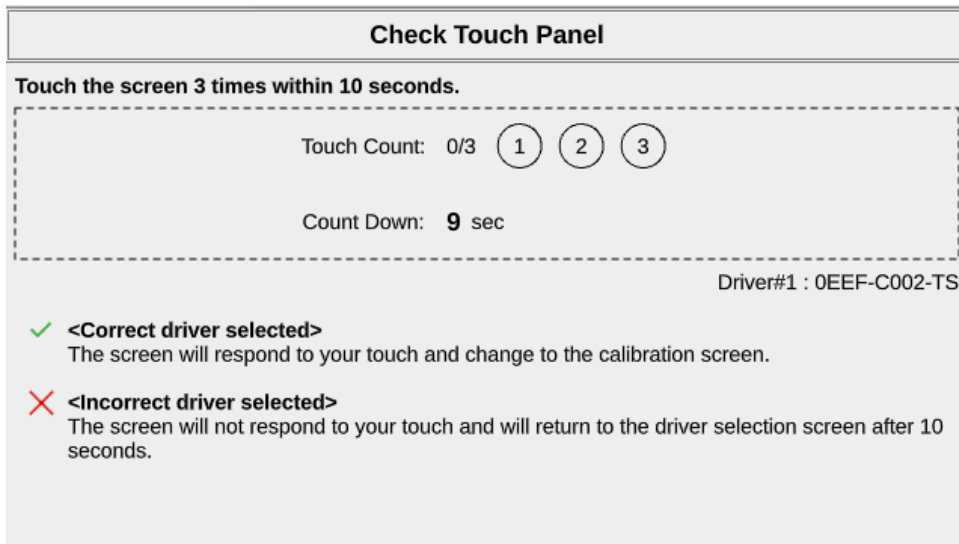 Check Touch Panel
Touch the screen 3 times within 10 seconds.
Touch Count: 0/3 1 2 3
Count Down: 9 sec
Driver#1 : 0EEF-C002-TS
<Correct driver selected>
The screen will respond to your touch and change to the calibration screen.
<Incorrect driver selected>
The screen will not respond to your touch and will return to the driver selection screen after 10
seconds.